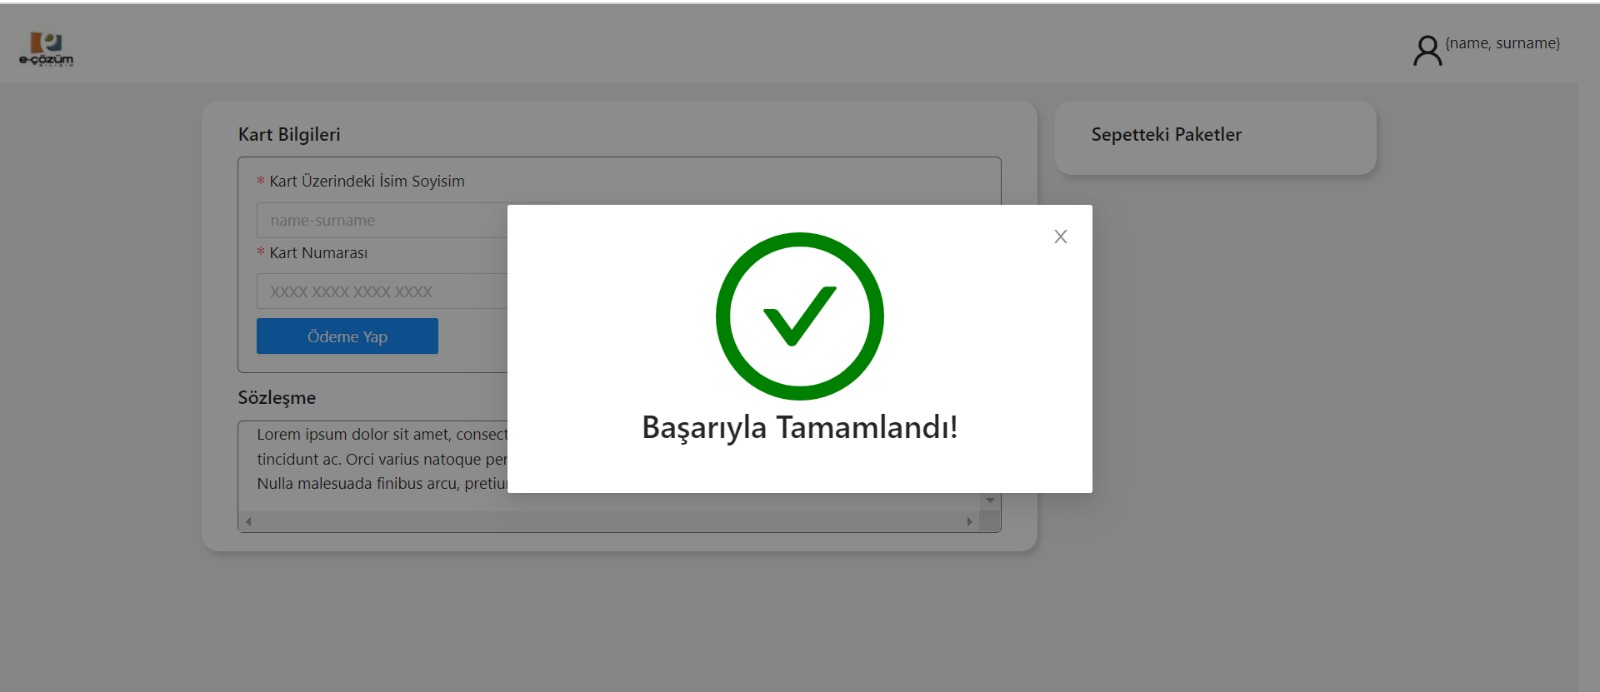 e-çözüm
{name, surname}
Kart Bilgileri
Sepetteki Paketler
* Kart Üzerindeki İsim Soyisim
name-surname
* Kart Numarası
XXXX XXXX XXXX XXXX
Ödeme Yap
X
Başarıyla Tamamlandı!
Sözleşme
Lorem ipsum dolor sit amet, consect
tincidunt ac. Orci varius natoque per
Nulla malesuada finibus arcu, pretiu